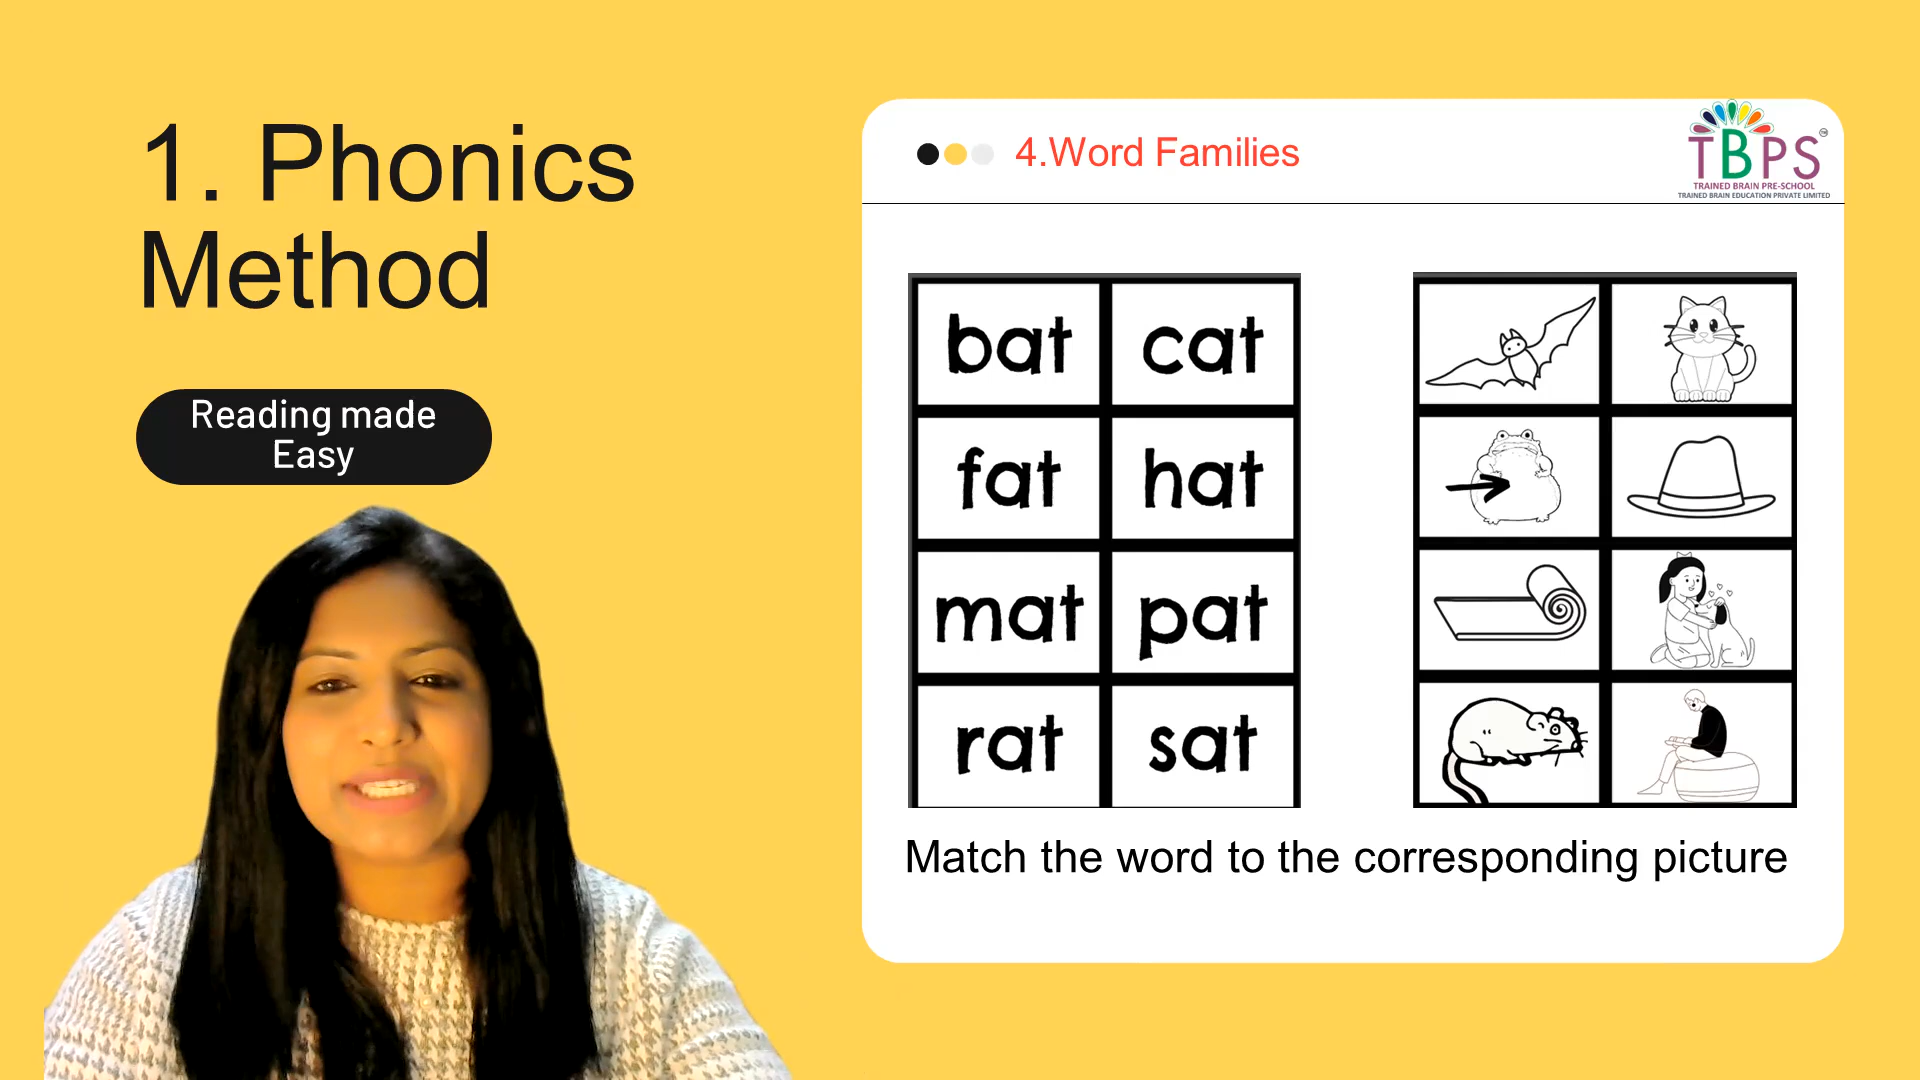 1. Phonics
Method
Reading made
Easy
4.Word Families
TBPS
TM
TRAINED BRAIN PRE-SCHOOL
TRAINED BRAIN EDUCATION PRIVATE LIMITED
bat cat
fat hat
mat pat
rat sat
Match the word to the corresponding picture